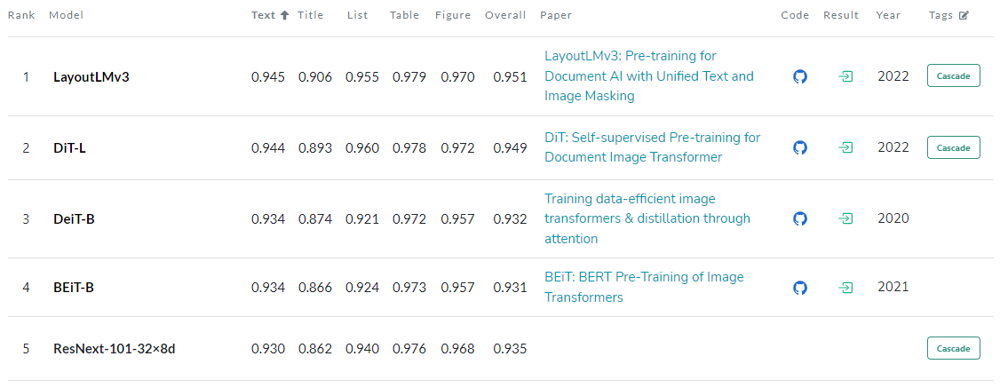 Rank Model Text Title List Table Figure Overall Paper Code Result Year Tags
1 LayoutLMv3 0.945 0.906 0.955 0.979 0.970 0.951 LayoutLMv3: Pre-training for
Document AI with Unified Text and
Image Masking 2022 Cascade
2 DiT-L 0.944 0.893 0.960 0.978 0.972 0.949 DiT: Self-supervised Pre-training for
Document Image Transformer 2022 Cascade
3 DeiT-B 0.934 0.874 0.921 0.972 0.957 0.932 Training data-efficient image
transformers & distillation through
attention 2020
4 BEiT-B 0.934 0.866 0.924 0.973 0.957 0.931 BEiT: BERT Pre-Training of Image
Transformers 2021
5 ResNext-101-32×8d 0.930 0.862 0.940 0.976 0.968 0.935 Cascade